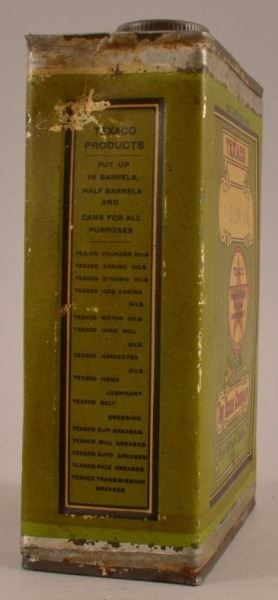 TEXACO
PRODUCTS
PUT UP
IN BARRELS,
HALF BARRELS
AND
CANS FOR ALL
PURPOSES
TEXACO CYLINDER OILS
TEXACO ENGINE OILS
TEXACO DYNAMO OILS
TEXACO GAS ENGINE
OILS
TEXACO MOTOR OILS
OILS
TEXACO HARVESTER
OILS
TEXACO HOME
LUBRICANT
TEXACO BELT
DRESSING
TEXACO CUP GREASES
TEXACO MILL GREASES
TEXACO AUTO GREASES
TEXACO AXLE GREASES
TEXACO TRANSMISSION
GREASES
TEXACO
TEXACO
The Texas Company